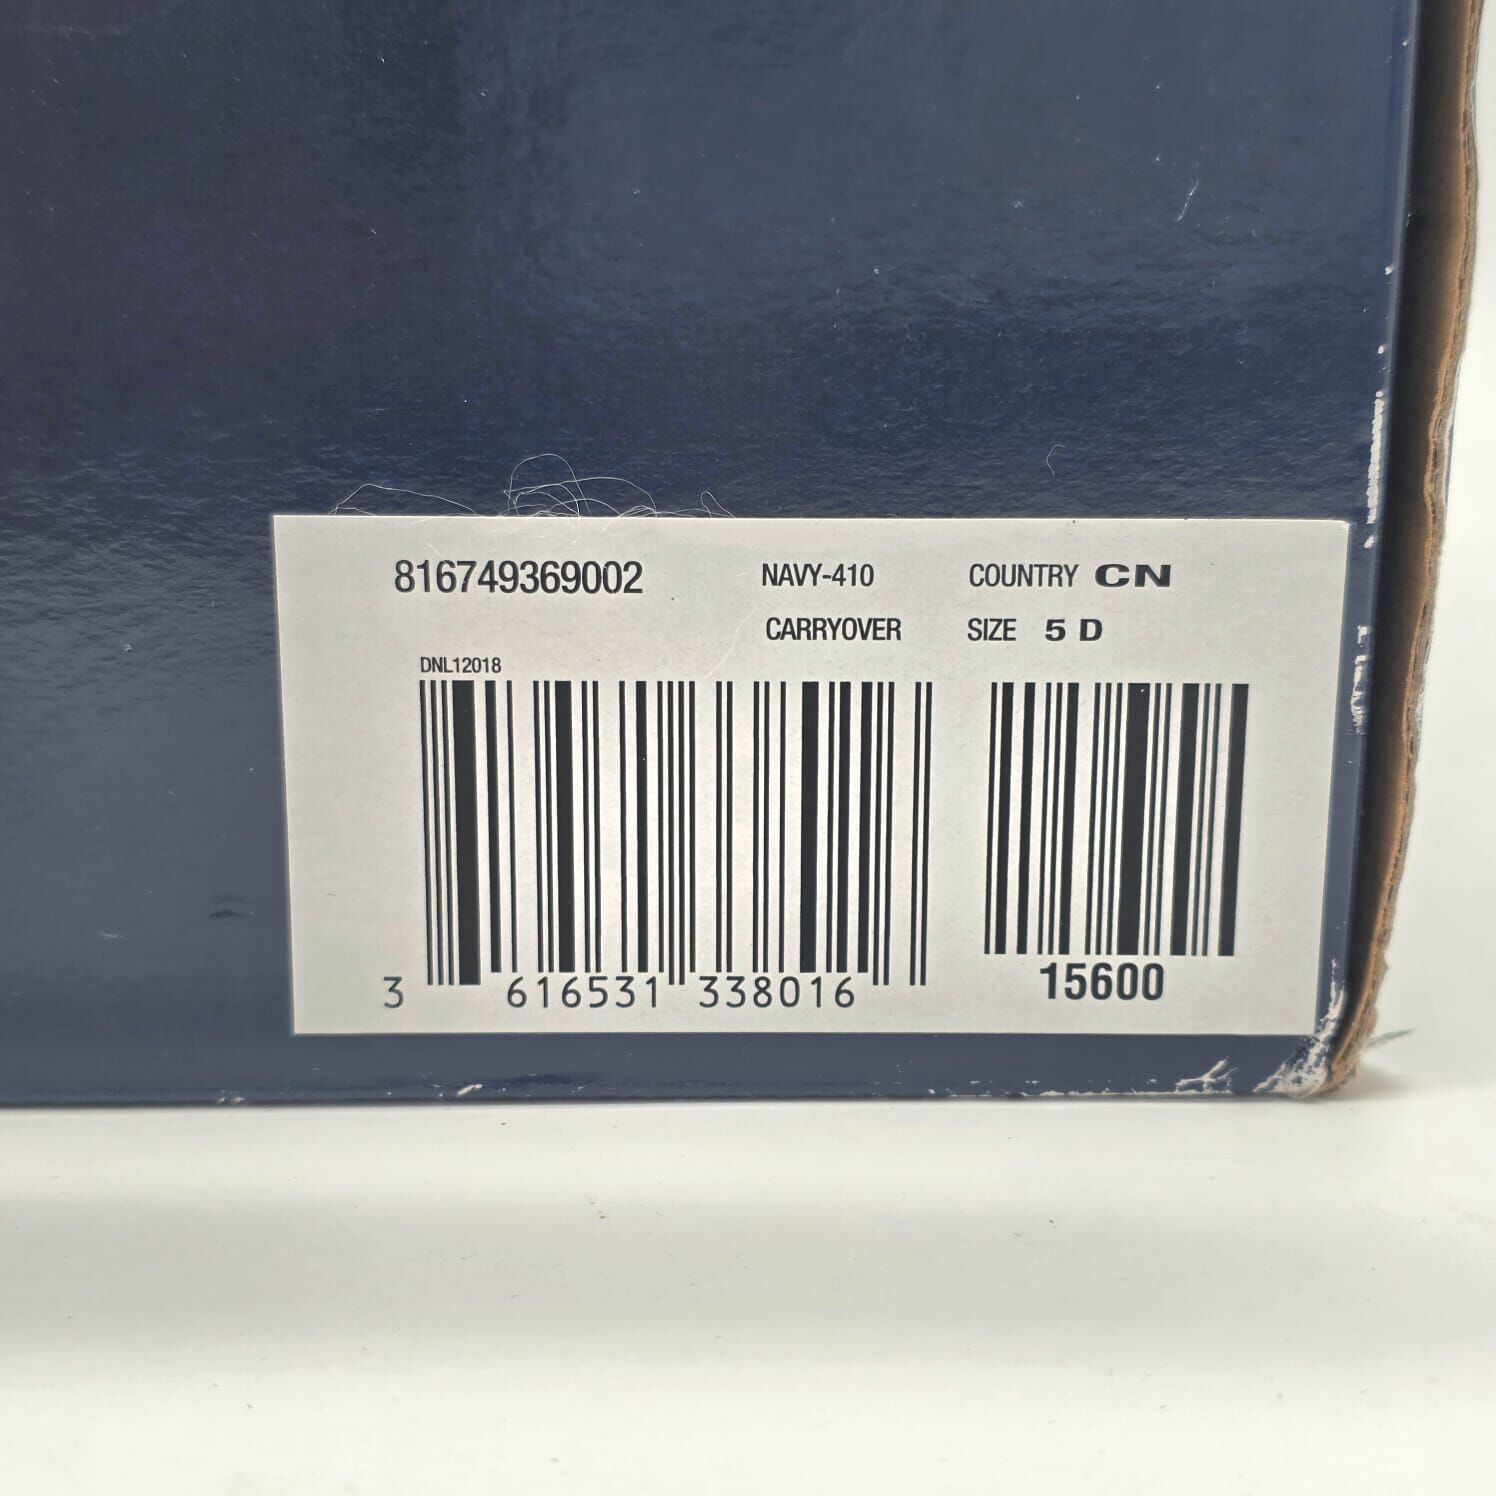 816749369002 NAVY-410 COUNTRY CN
CARRYOVER SIZE 5 D
DNL12018
3 616531 338016 15600